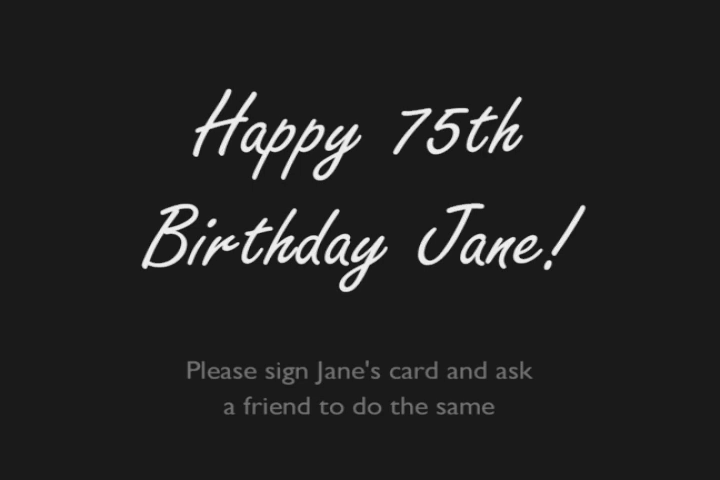 Happy 75th
Birthday Jane!
Please sign Jane's card and ask
a friend to do the same